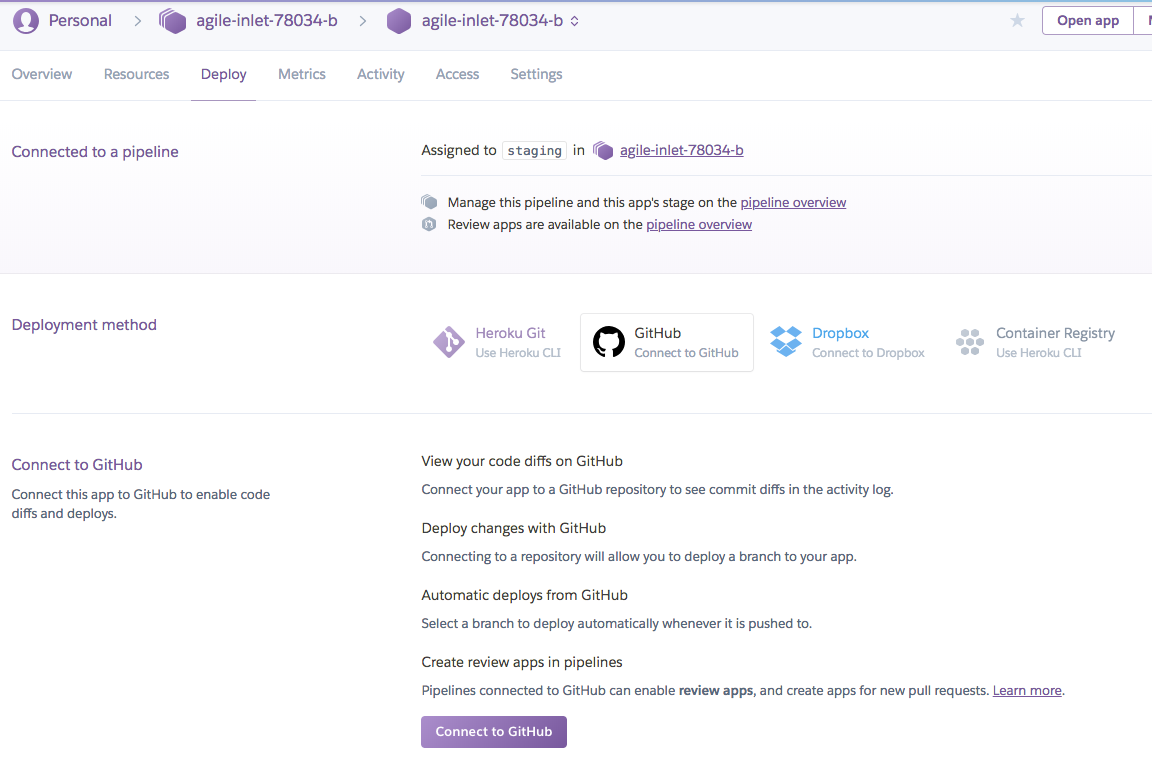 Personal agile-inlet-78034-b agile-inlet-78034-b Open app
Overview Resources Deploy Metrics Activity Access Settings
Connected to a pipeline
Assigned to staging in agile-inlet-78034-b
Manage this pipeline and this app's stage on the pipeline overview
Review apps are available on the pipeline overview
Deployment method
Heroku Git
Use Heroku CLI
GitHub
Connect to GitHub
Dropbox
Connect to Dropbox
Container Registry
Use Heroku CLI
Connect to GitHub
Connect this app to GitHub to enable code
diffs and deploys.
View your code diffs on GitHub
Connect your app to a GitHub repository to see commit diffs in the activity log.
Deploy changes with GitHub
Connecting to a repository will allow you to deploy a branch to your app.
Automatic deploys from GitHub
Select a branch to deploy automatically whenever it is pushed to.
Create review apps in pipelines
Pipelines connected to GitHub can enable review apps, and create apps for new pull requests. Learn more.
Connect to GitHub